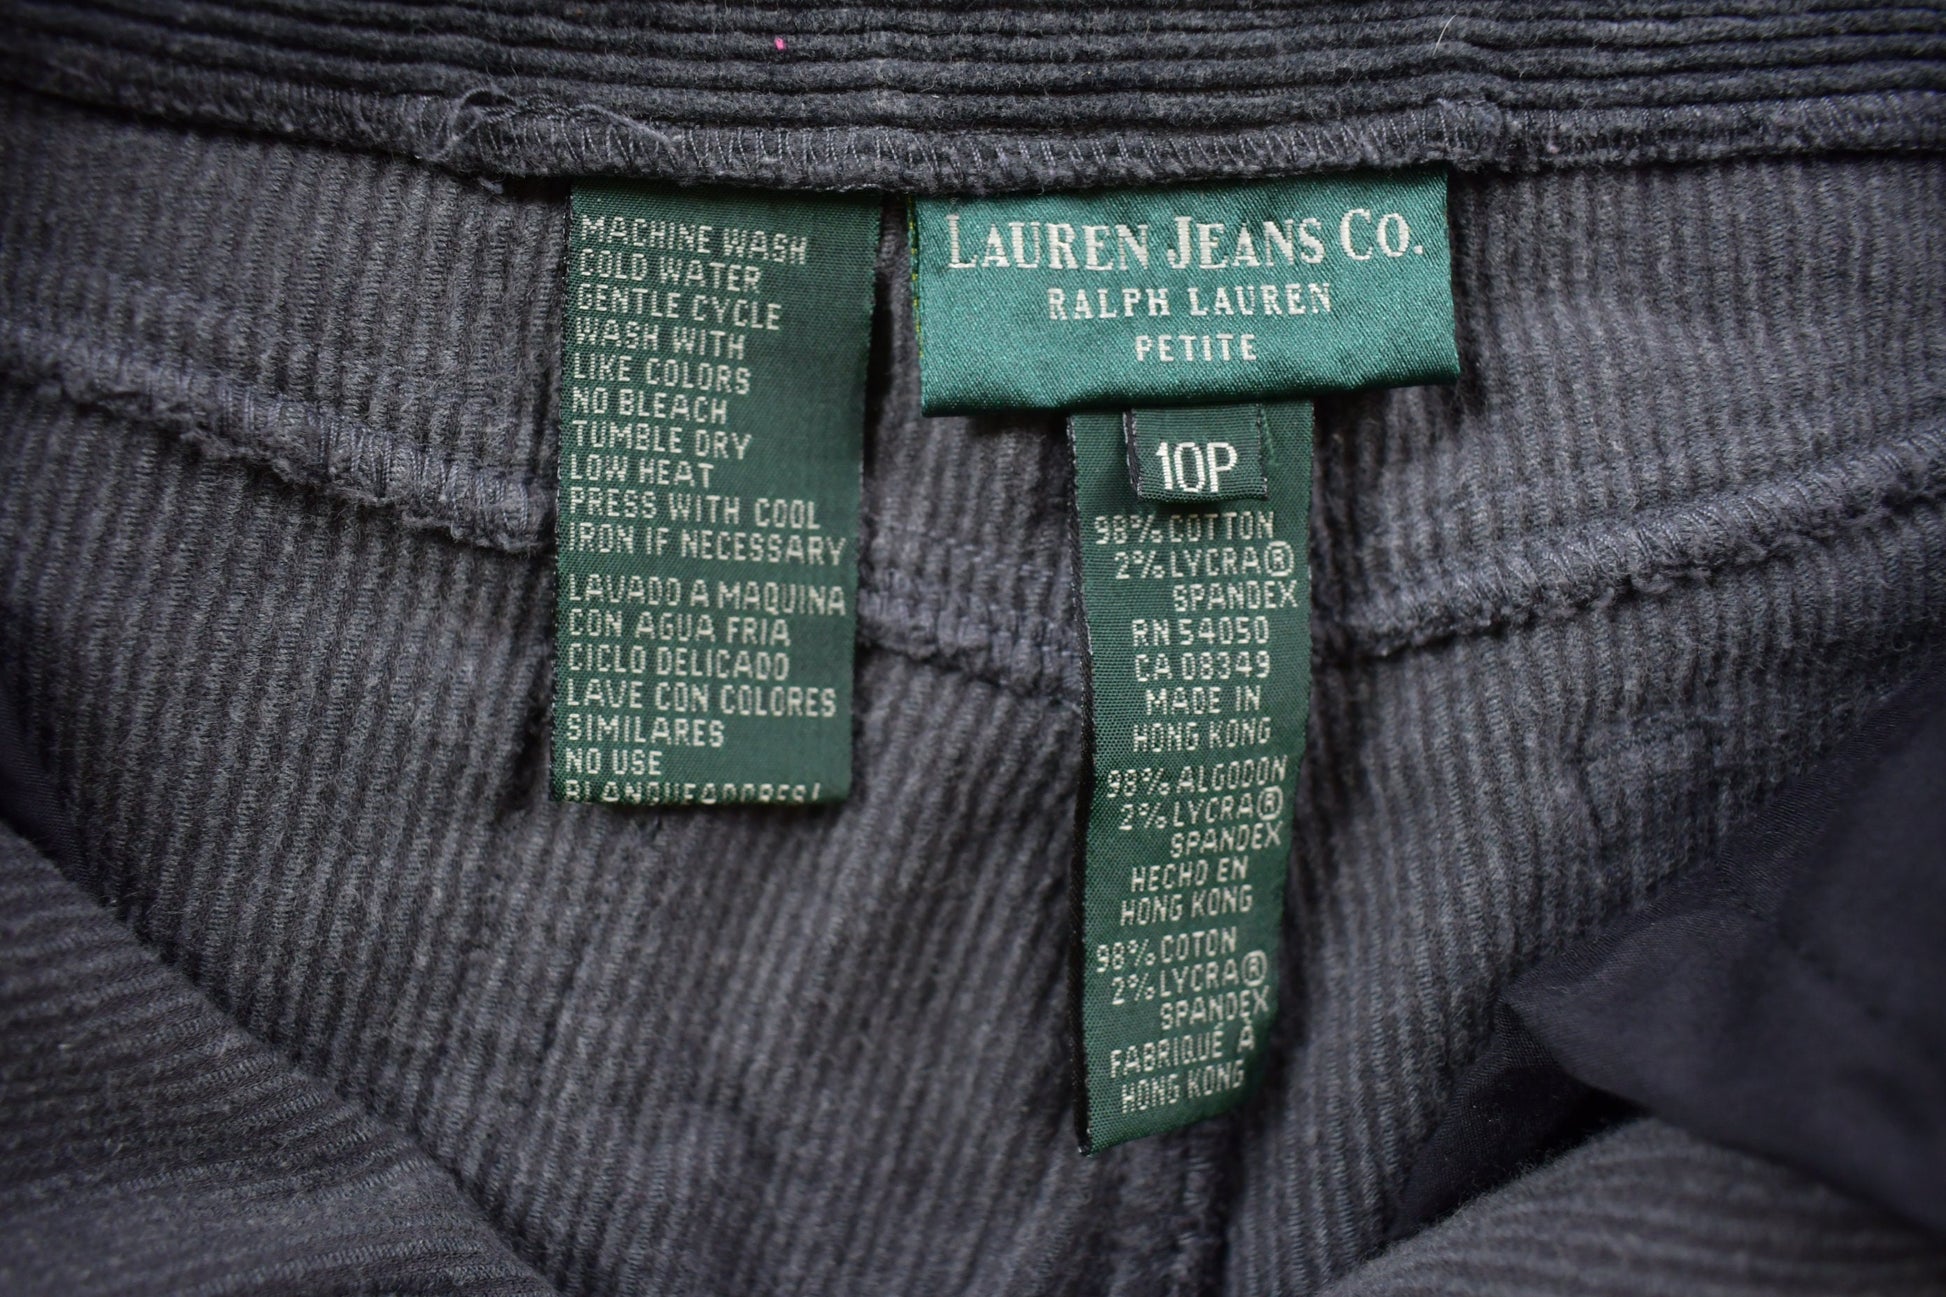 MACHINE WASH
COLD WATER
GENTLE CYCLE
WASH WITH
LIKE COLORS
NO BLEACH
TUMBLE DRY
LOW HEAT
PRESS WITH COOL
IRON IF NECESSARY
LAVADO A MAQUINA
CON AGUA FRIA
CICLO DELICADO
LAVE CON COLORES
SIMILARES
NO USE
BLANQUEADORES/
LAUREN JEANS CO.
RALPH LAUREN
PETITE
10P
98% COTTON
2% LYCRA®
SPANDEX
RN 54050
CA 08349
MADE IN
HONG KONG
98% ALGODON
2% LYCRA®
SPANDEX
HECHO EN
HONG KONG
98% COTON
2% LYCRA®
SPANDEX
FABRIQUÉ À
HONG KONG